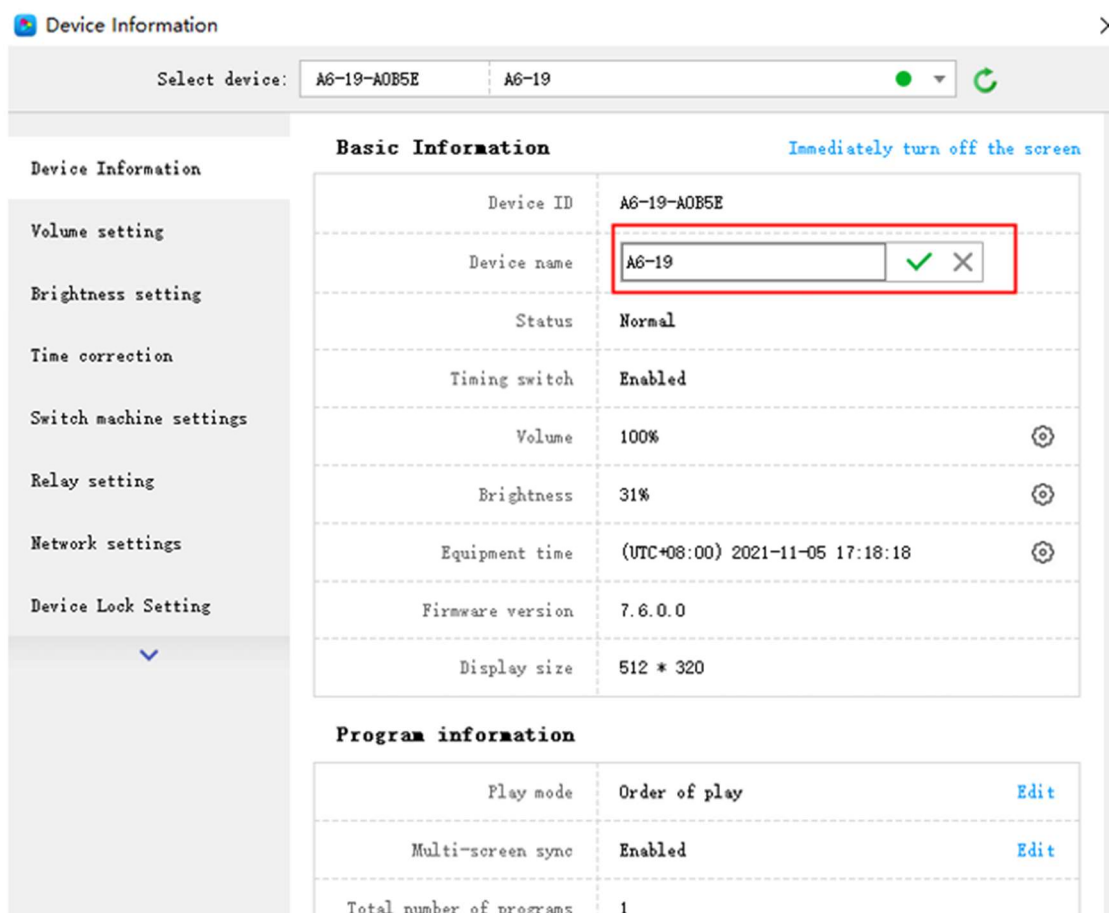 Device Information
Select device: A6-19-A0B5E A6-19
Device Information
Volume setting
Brightness setting
Time correction
Switch machine settings
Relay setting
Network settings
Device Lock Setting
Basic Information Immediately turn off the screen
Device ID A6-19-A0B5E
Device name A6-19
Status Normal
Timing switch Enabled
Volume 100%
Brightness 31%
Equipment time (UTC+08:00) 2021-11-05 17:18:18
Firmware version 7.6.0.0
Display size 512 * 320
Program information
Play mode Order of play Edit
Multi-screen sync Enabled Edit
Total number of programs 1